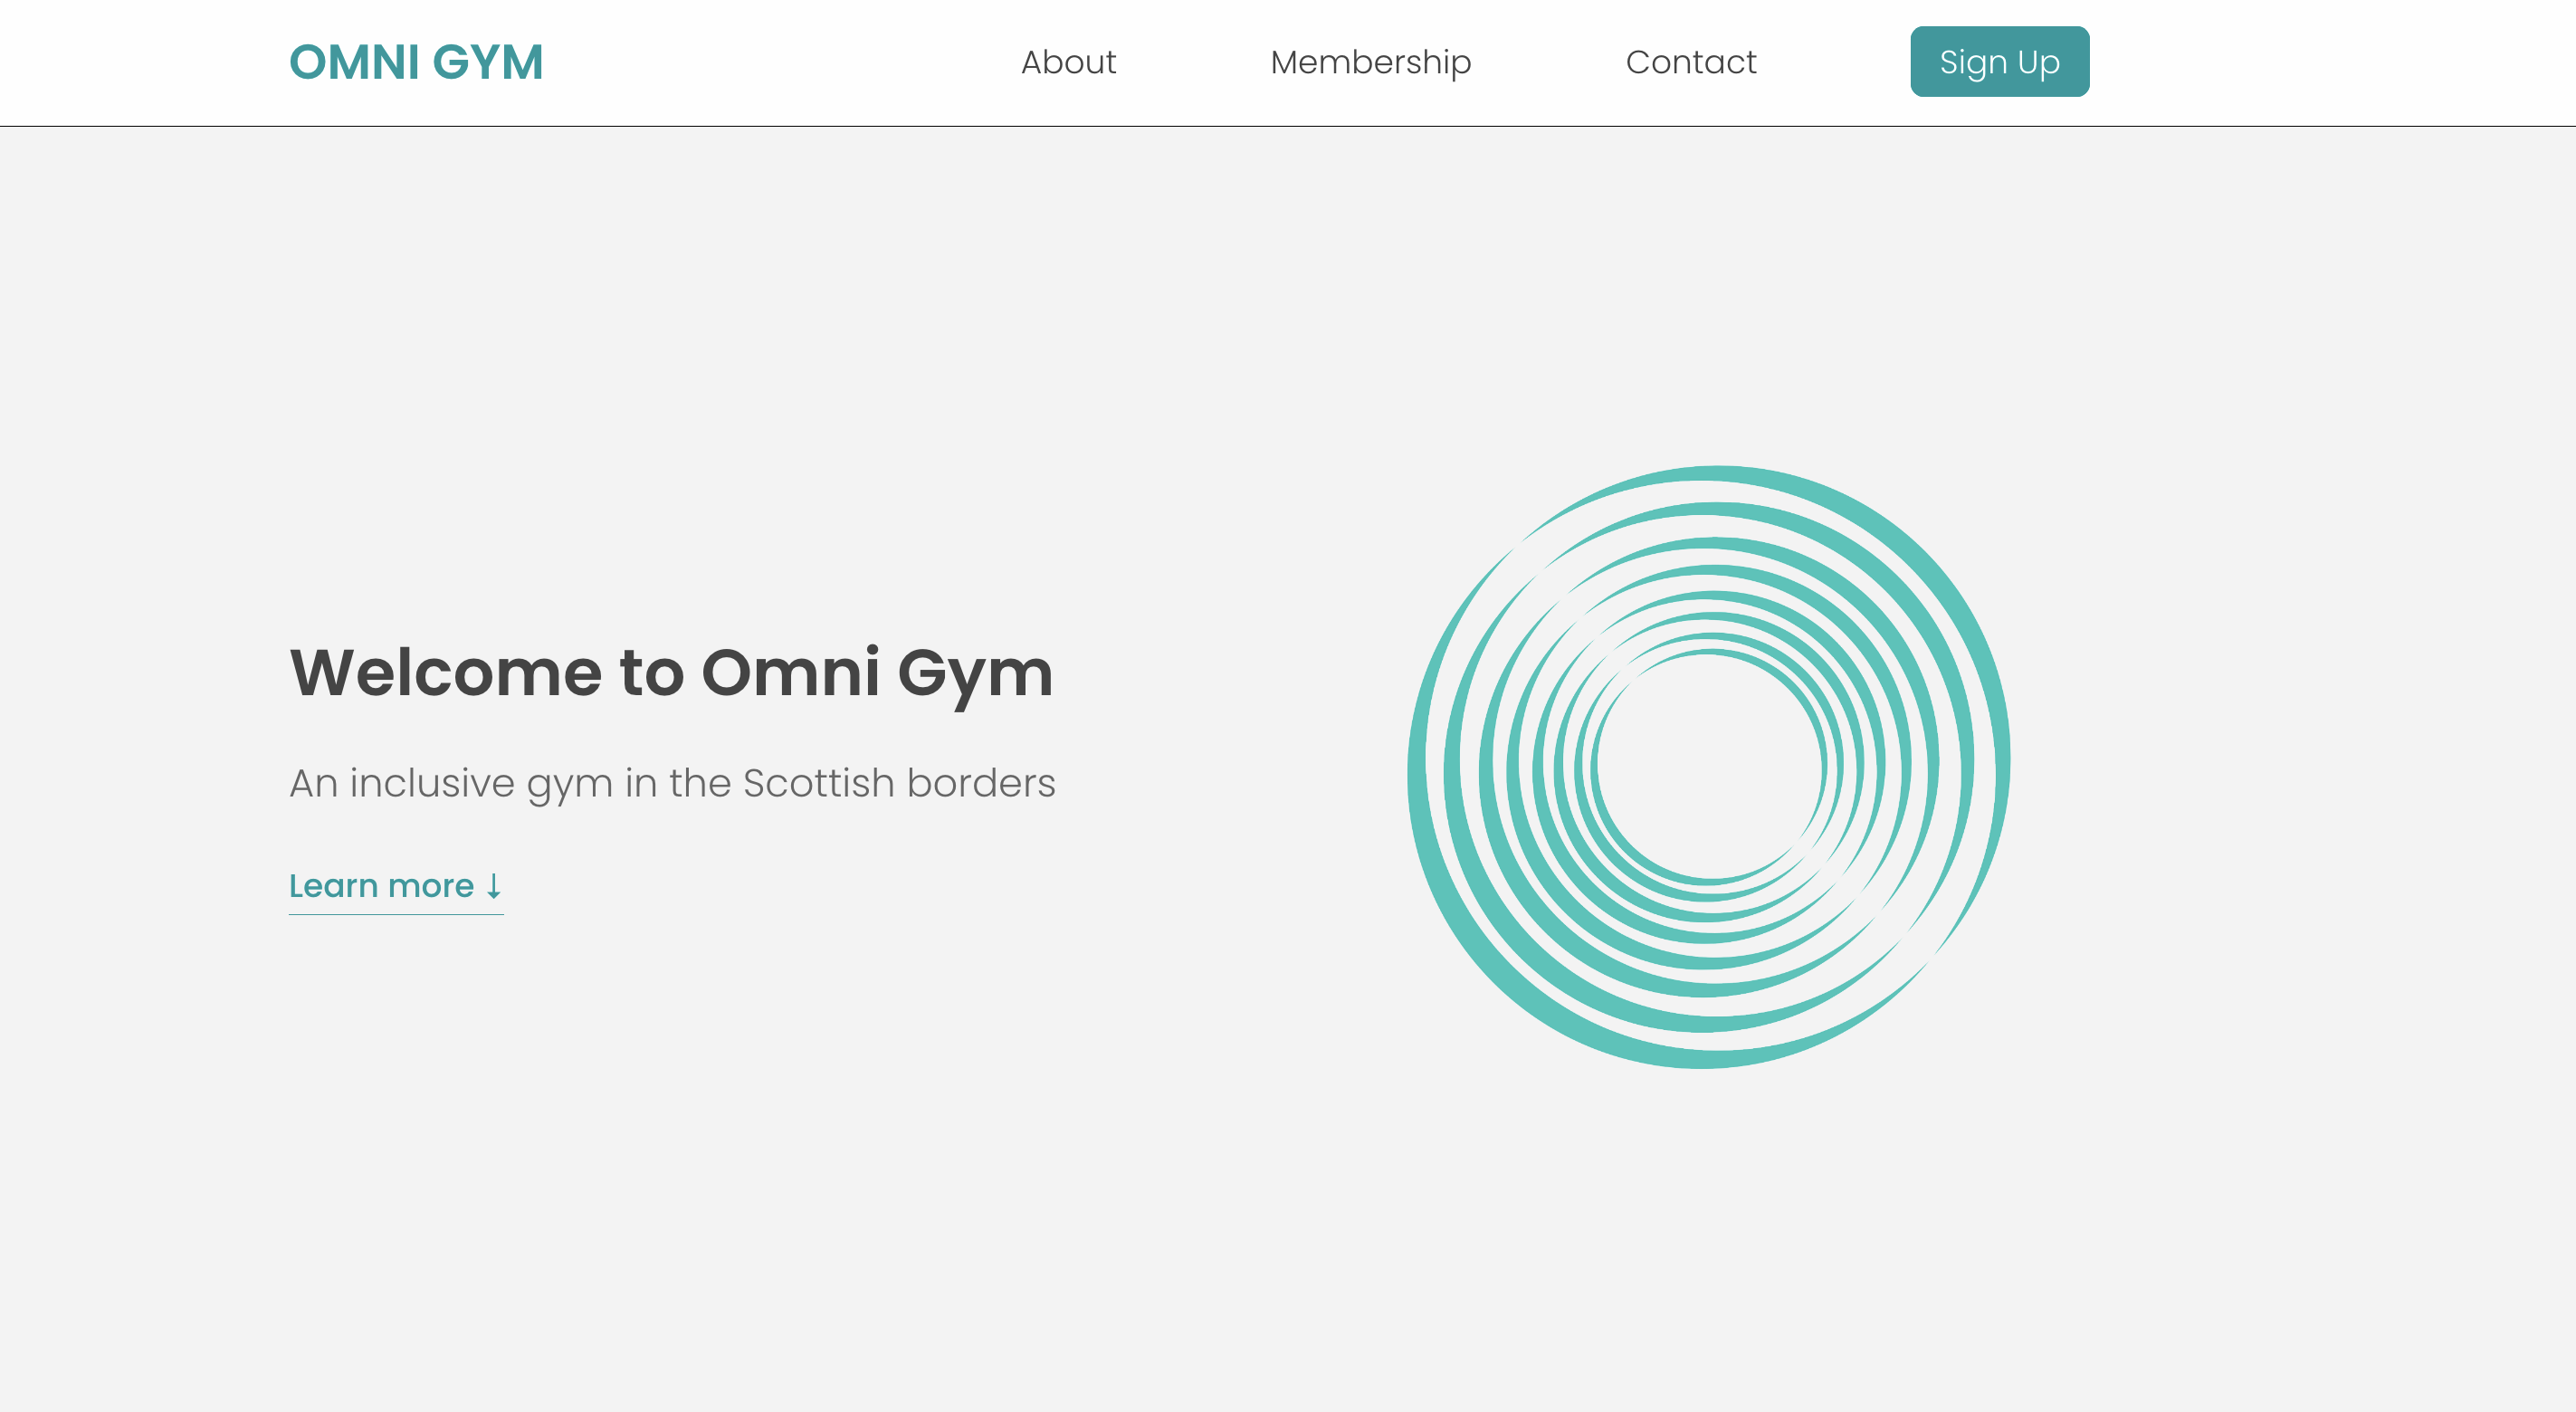 OMNI GYM
About
Membership
Contact
Sign Up
Welcome to Omni Gym
An inclusive gym in the Scottish borders
Learn more ↓